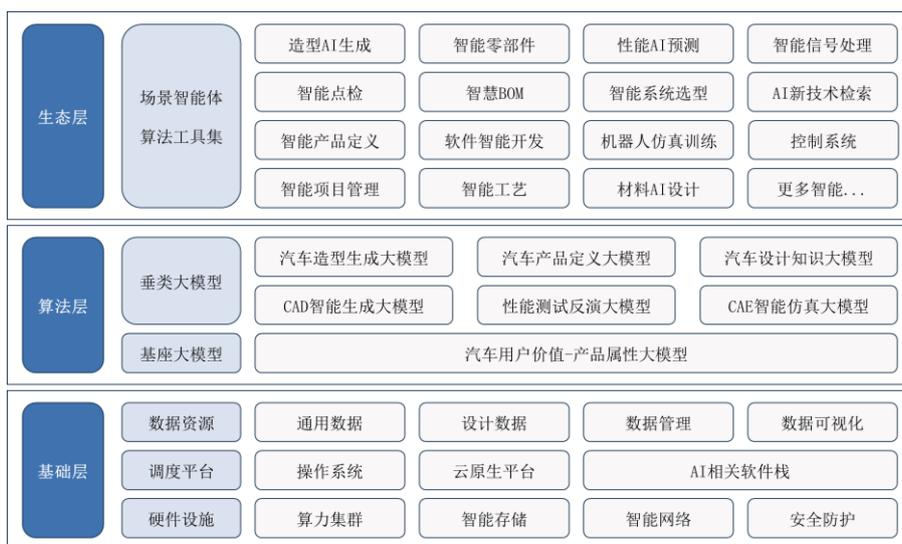 生态层
场景智能体
算法工具集
造型AI生成
智能零部件
性能AI预测
智能信号处理
智能点检
智慧BOM
智能系统选型
AI新技术检索
智能产品定义
软件智能开发
机器人仿真训练
控制系统
智能项目管理
智能工艺
材料AI设计
更多智能...
算法层
垂类大模型
汽车造型生成大模型
汽车产品定义大模型
汽车设计知识大模型
CAD智能生成大模型
性能测试反演大模型
CAE智能仿真大模型
基座大模型
汽车用户价值-产品属性大模型
基础层
数据资源
通用数据
设计数据
数据管理
数据可视化
调度平台
操作系统
云原生平台
AI相关软件栈
硬件设施
算力集群
智能存储
智能网络
安全防护